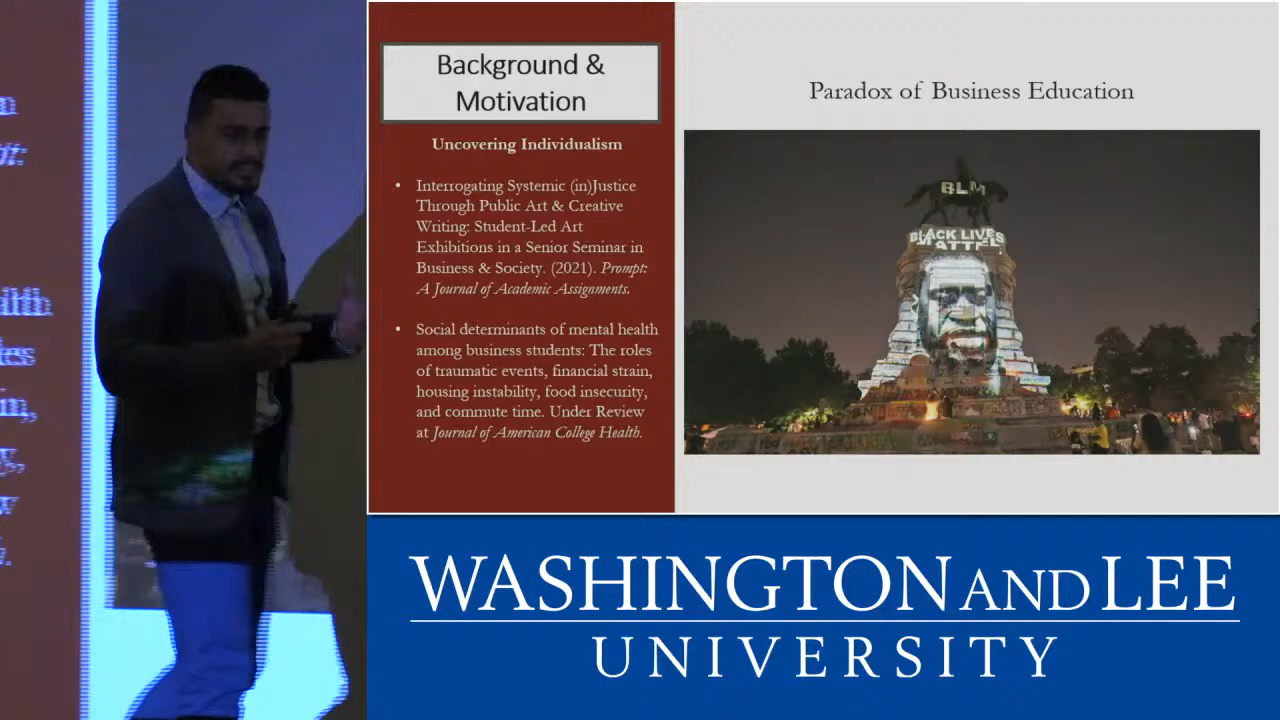 Background &
Motivation
Uncovering Individualism
• Interrogating Systemic (in)Justice
Through Public Art & Creative
Writing: Student-Led Art
Exhibitions in a Senior Seminar in
Business & Society. (2021). Prompt:
A Journal of Academic Assignments.
• Social determinants of mental health
among business students: The roles
of traumatic events, financial strain,
housing instability, food insecurity,
and commute time. Under Review
at Journal of American College Health.
Paradox of Business Education
BLM
BLACK LIVES
MATTER
WASHINGTON AND LEE
UNIVERSITY